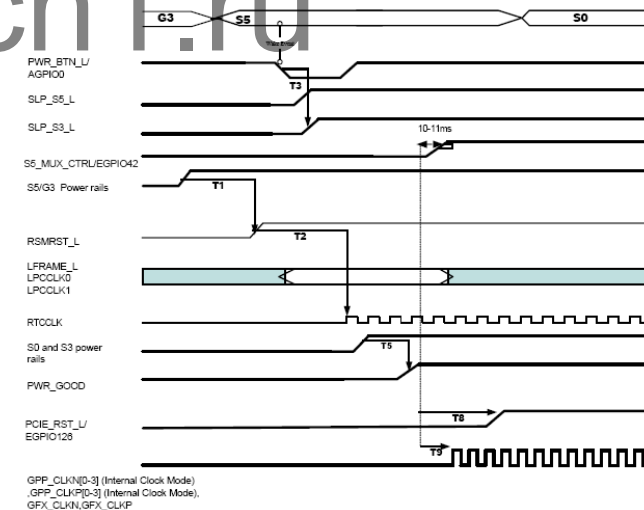 G3 S5 S0
ch1.ru
PWR_BTN_L/
AGPIO0
T3
SLP_S5_L
SLP_S3_L
10-11ms
S5_MUX_CTRL/EGPIO42
S5/G3 Power rails
T1
RSMRST_L
T2
LFRAME_L
LPCCLK0
LPCCLK1
RTCCLK
S0 and S3 power
rails
T5
PWR_GOOD
PCIE_RST_L/
EGPIO126
T8
T9
GPP_CLKN[0-3] (Internal Clock Mode)
,GPP_CLKP[0-3] (Internal Clock Mode),
GFX_CLKN,GFX_CLKP